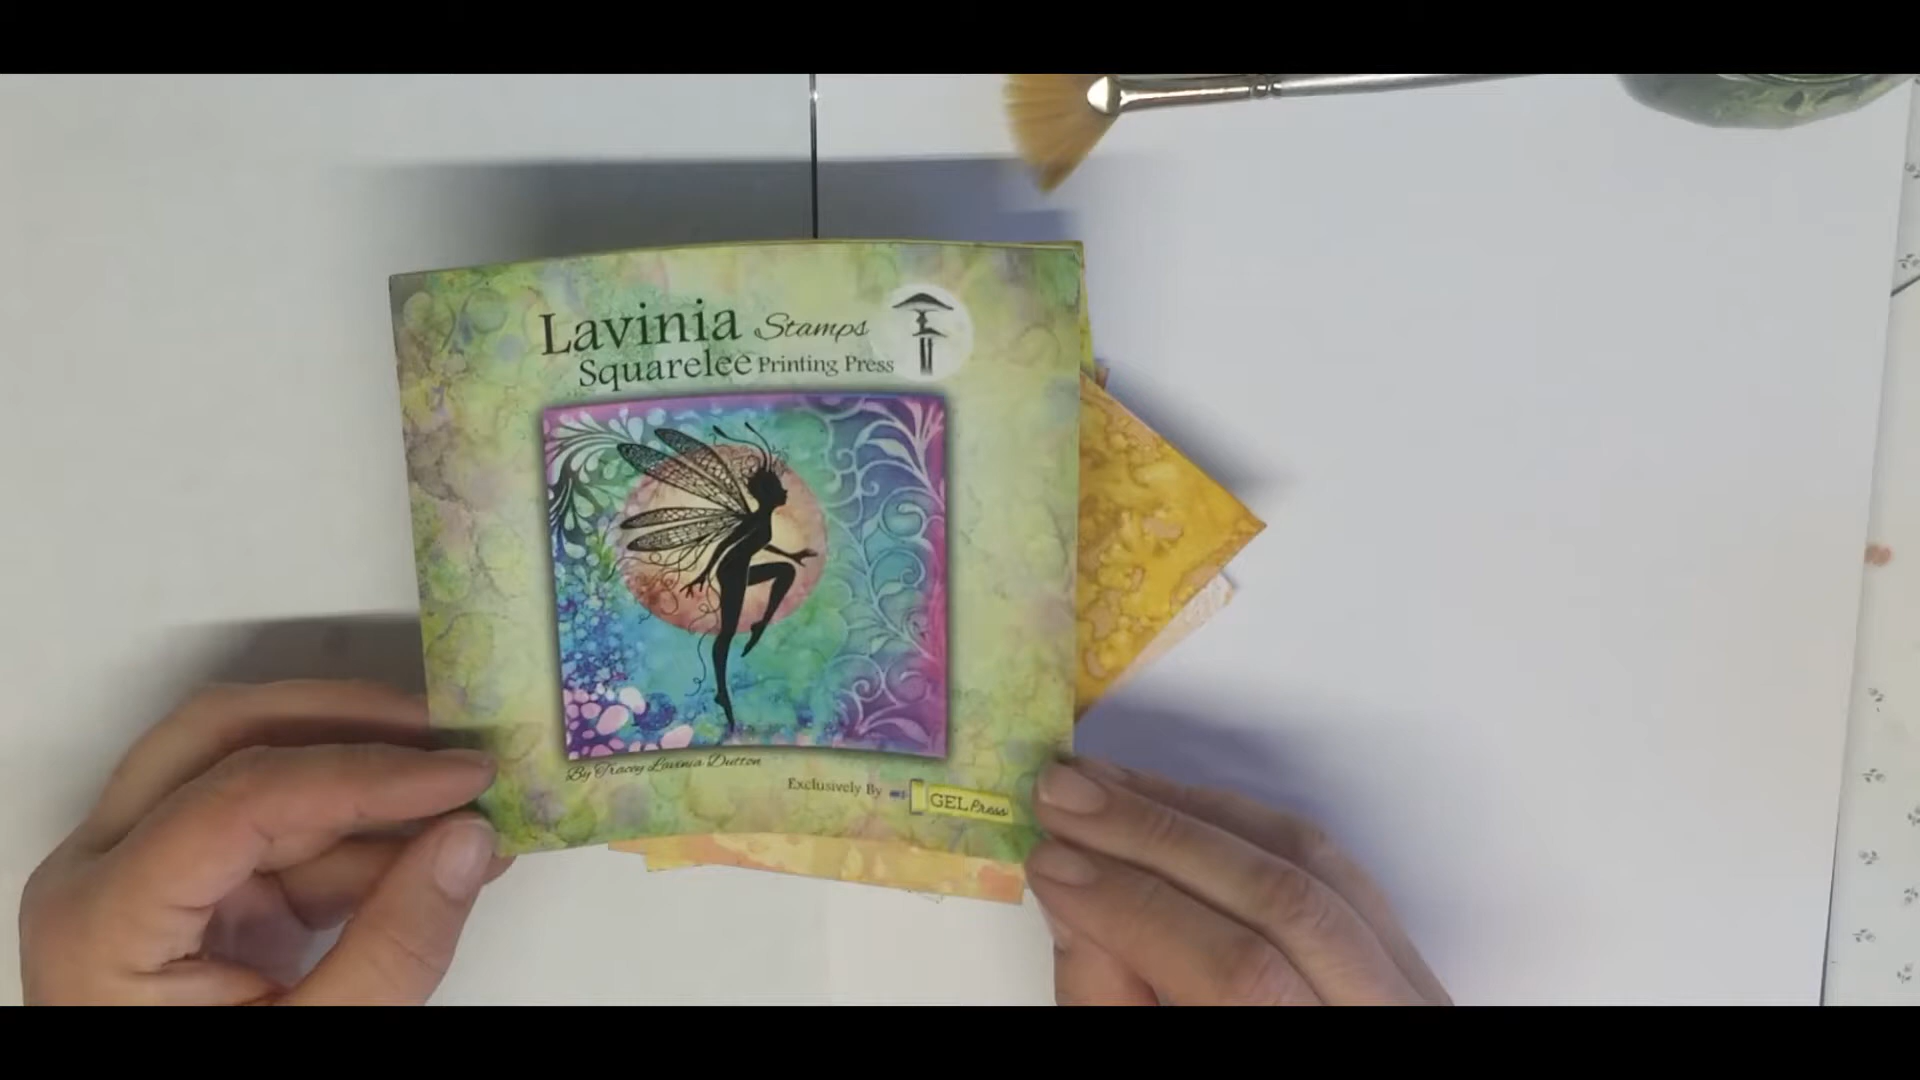 Lavinia Stamps
Squarelee Printing Press
By Tracey Lavinia Dutton
Exclusively By GEL Press